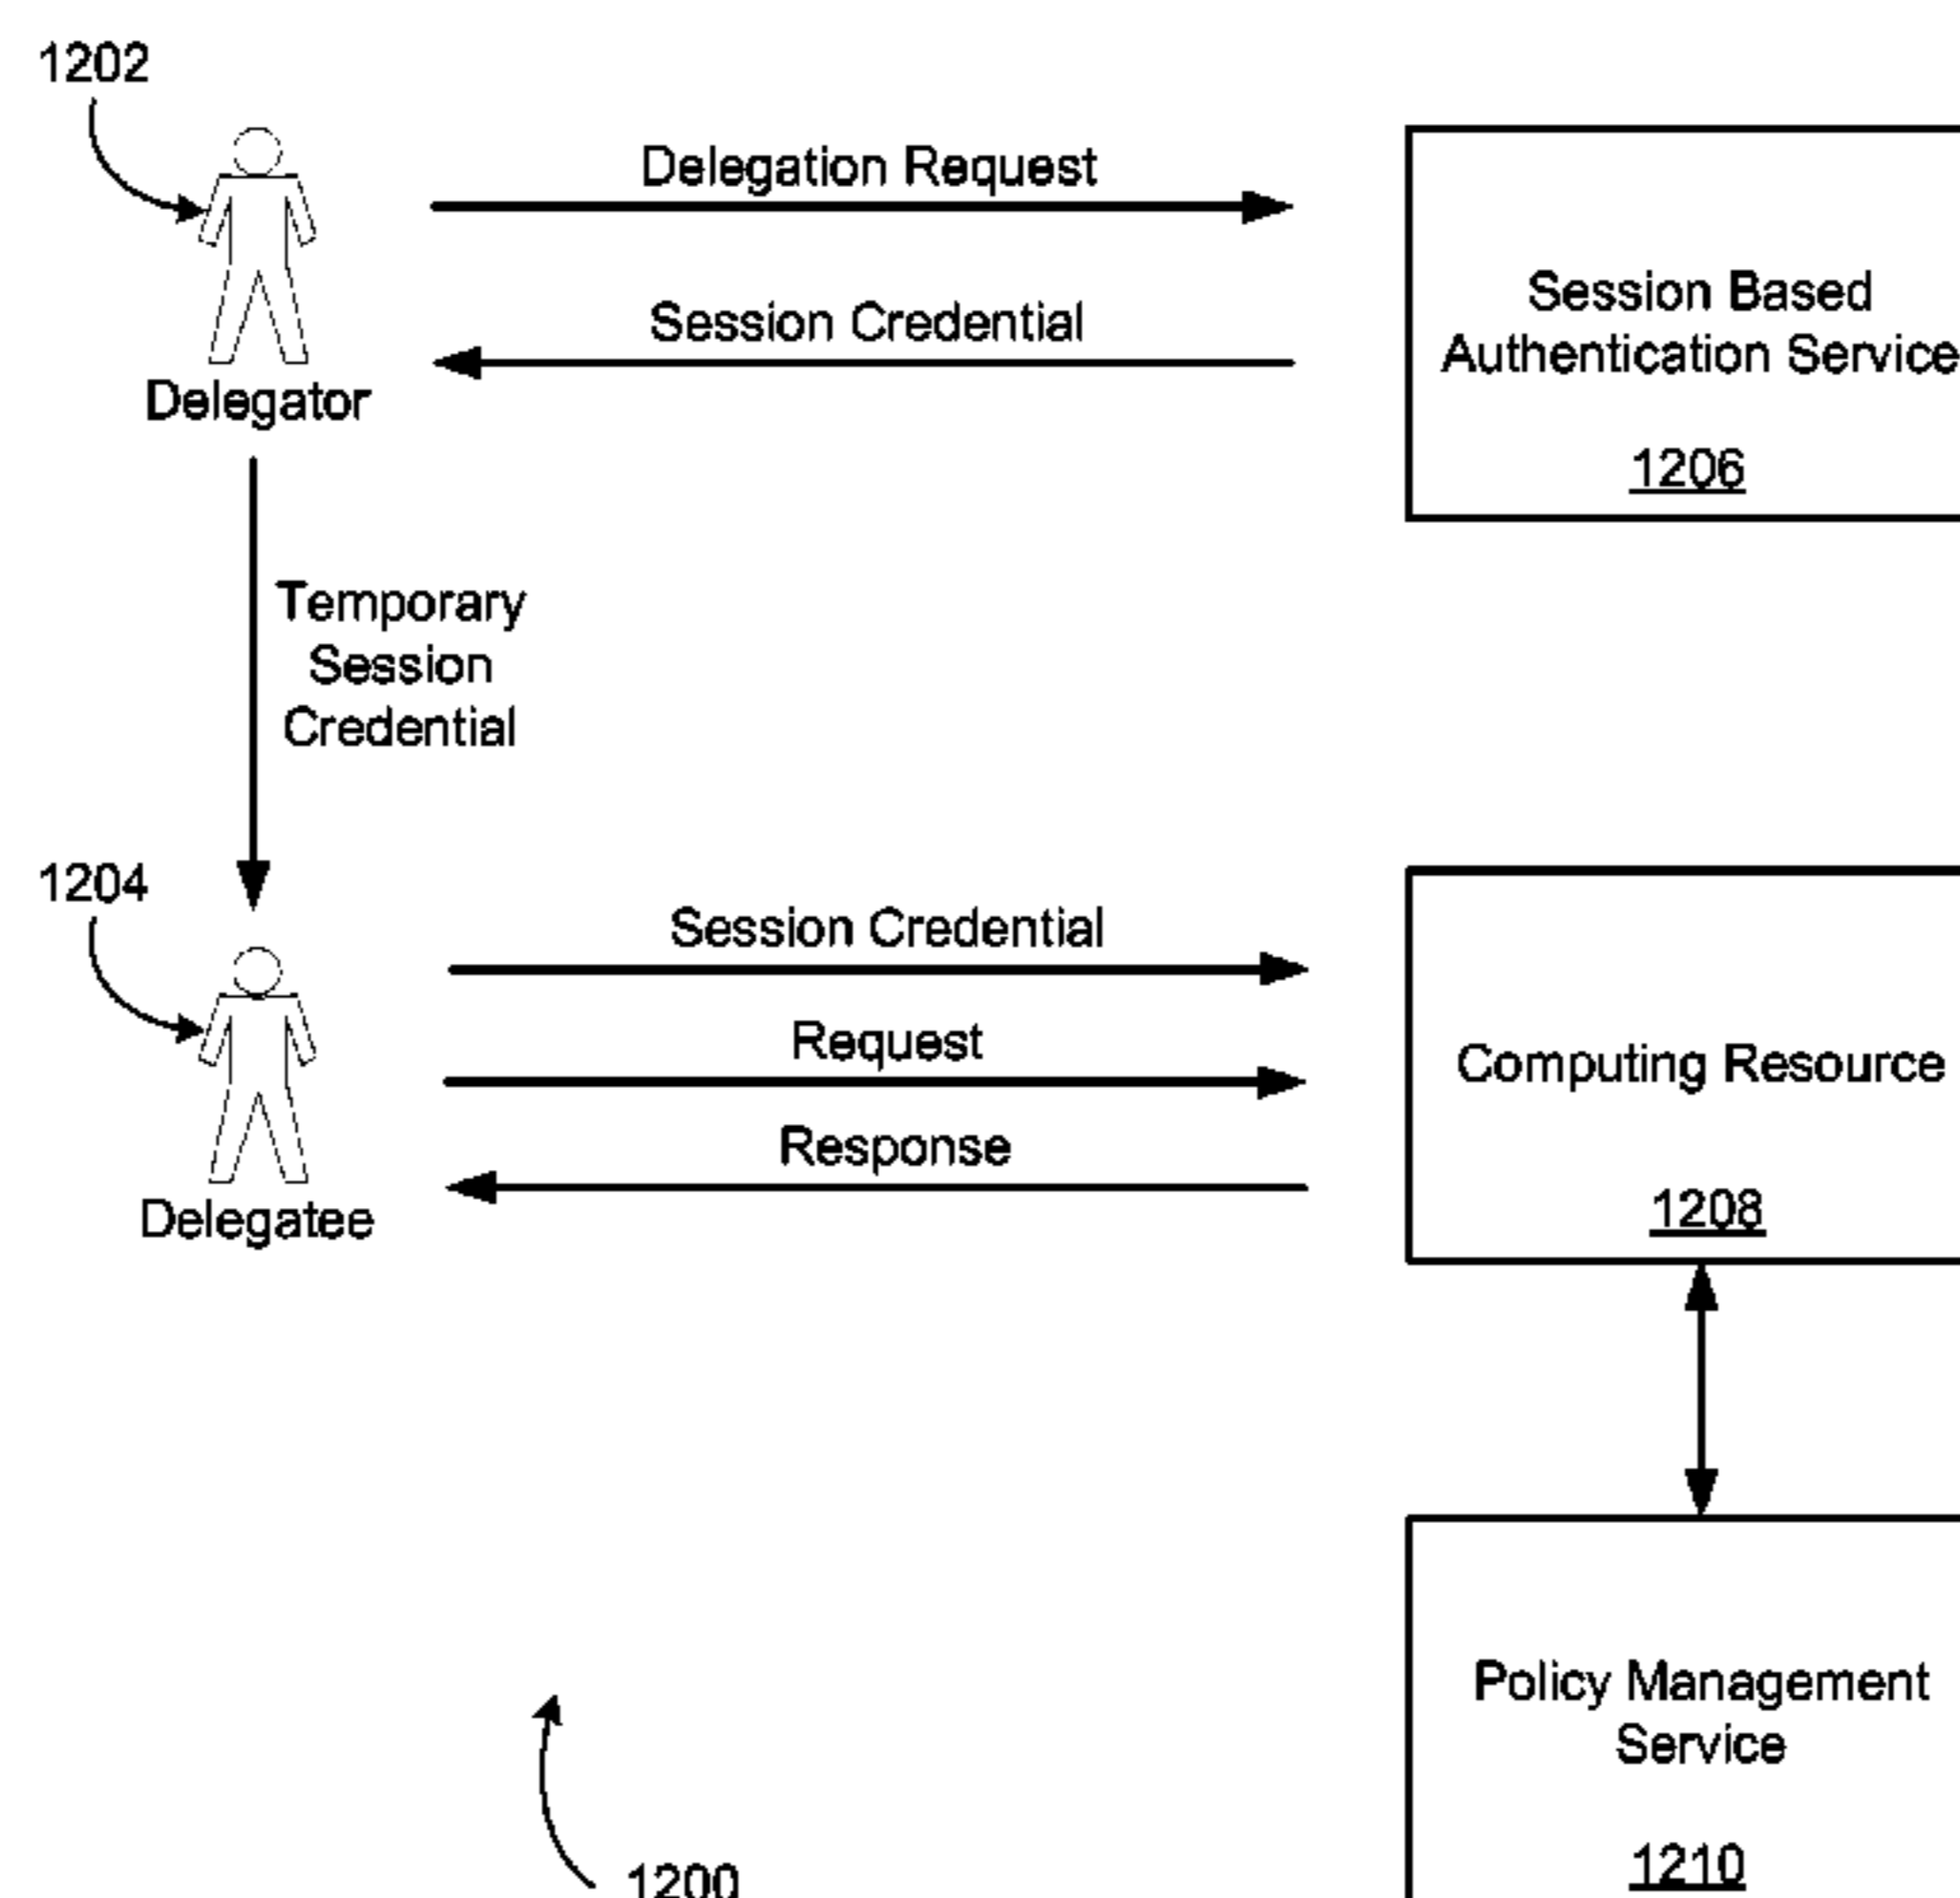 1202
Delegation Request
Session Credential
Delegator
Session Based
Authentication Service
1206
Temporary
Session
Credential
1204
Session Credential
Request
Response
Delegatee
Computing Resource
1208
Policy Management
Service
1210
1200